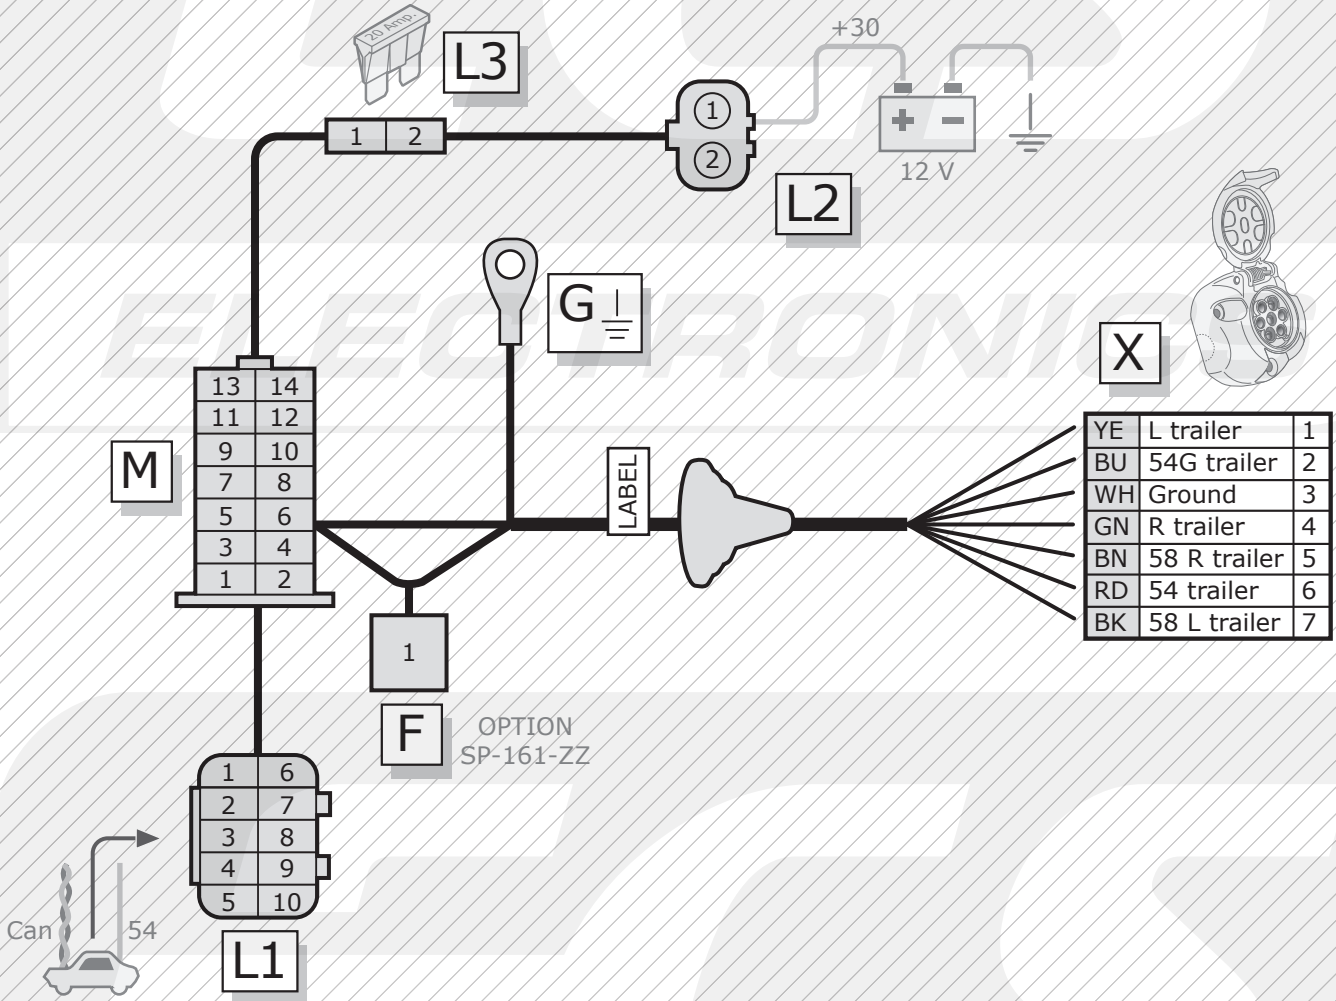 20 Amp.
L3
+30
1 2
1
2
12 V
L2
G
ELECTRONICS
X
13 14
11 12
9 10
7 8
5 6
3 4
1 2
M
LABEL
YE L trailer 1
BU 54G trailer 2
WH Ground 3
GN R trailer 4
BN 58 R trailer 5
RD 54 trailer 6
BK 58 L trailer 7
1
F
OPTION
SP-161-ZZ
1 6
2 7
3 8
4 9
5 10
Can
54
L1